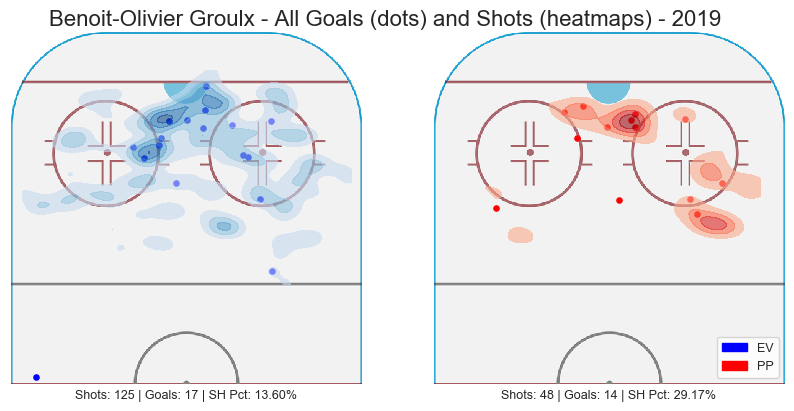 Benoit-Olivier Groulx - All Goals (dots) and Shots (heatmaps) - 2019
EV
PP
Shots: 125 | Goals: 17 | SH Pct: 13.60%
Shots: 48 | Goals: 14 | SH Pct: 29.17%